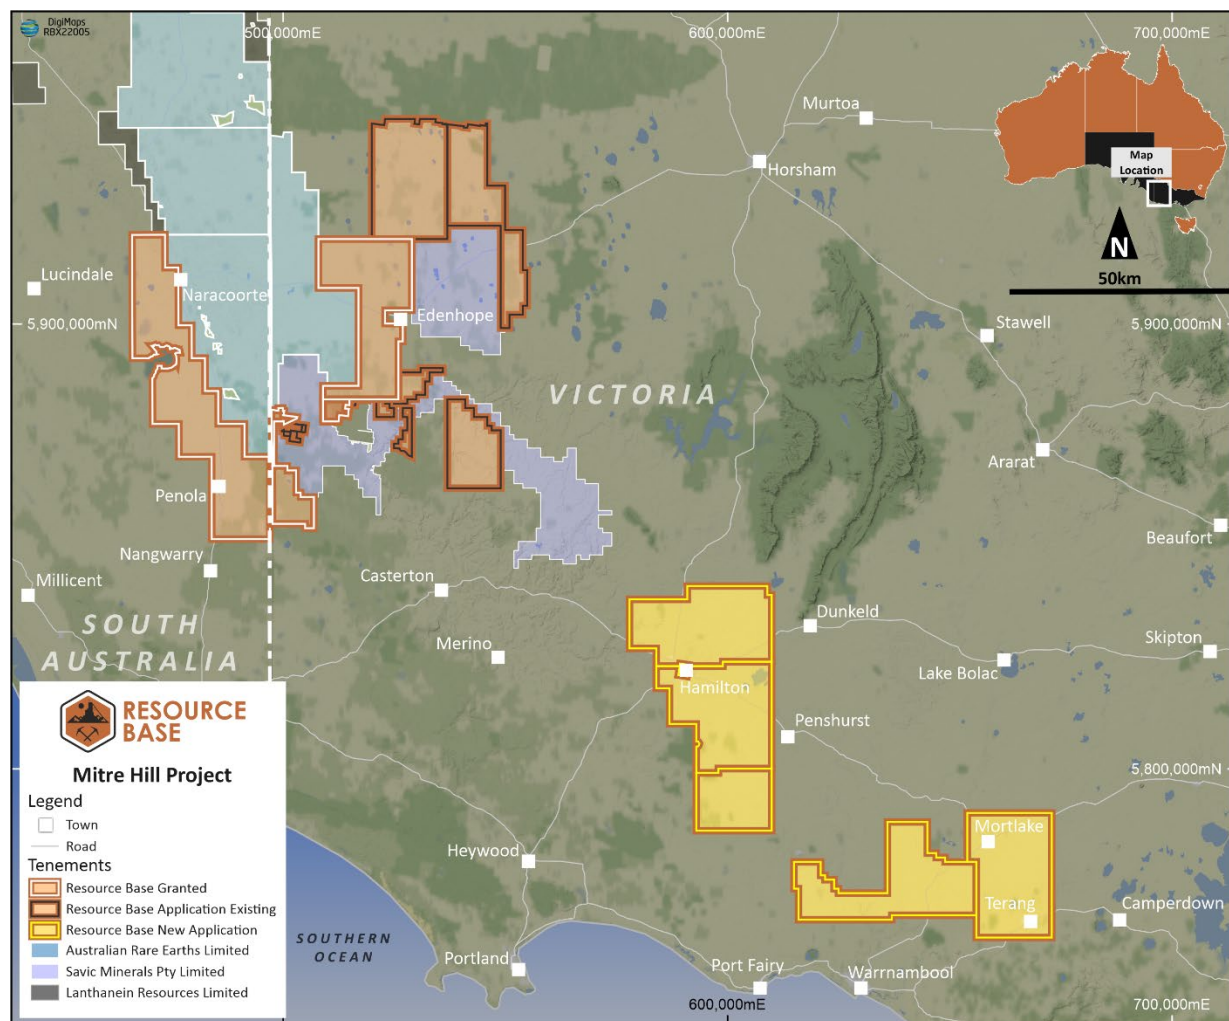 DigiMaps
RBX22005
500,000mE
600,000mE
700,000mE
Murtoa
Horsham
Map
Location
N
50km
Lucindale
Naracoorte
Edenhope
5,900,000mN
5,900,000mN
Stawell
VICTORIA
Ararat
Penola
Beaufort
Nangwarry
Millicent
Casterton
Dunkeld
SOUTH
AUSTRALIA
Merino
Skipton
Lake Bolac
Hamilton
Penshurst
RESOURCE
BASE
Mitre Hill Project
5,800,000mN
Legend
Town
Road
Tenements
Resource Base Granted
Resource Base Application Existing
Resource Base New Application
Australian Rare Earths Limited
Savic Minerals Pty Limited
Lanthanein Resources Limited
Mortlake
Heywood
Terang
Camperdown
SOUTHERN
OCEAN
Portland
Port Fairy
Warrnambool
600,000mE
700,000mE